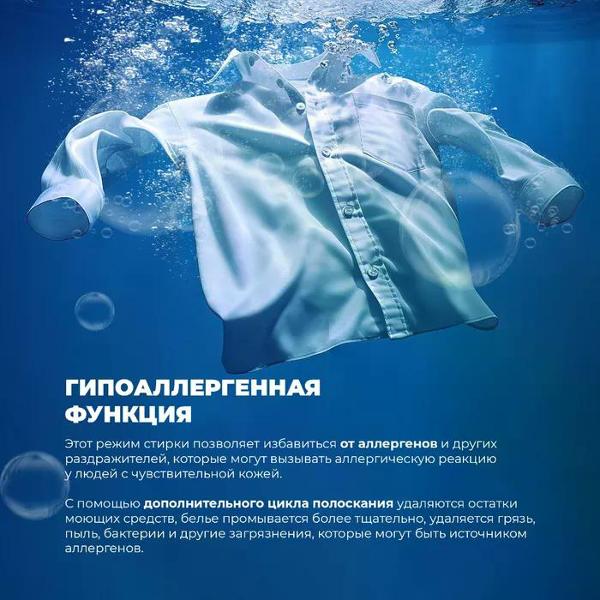 ГИПОАЛЛЕРГЕННАЯ
ФУНКЦИЯ
Этот режим стирки позволяет избавиться от аллергенов и других
раздражителей, которые могут вызывать аллергическую реакцию
у людей с чувствительной кожей.
С помощью дополнительного цикла полоскания удаляются остатки
моющих средств, белье промывается более тщательно, удаляется грязь,
пыль, бактерии и другие загрязнения, которые могут быть источником
аллергенов.